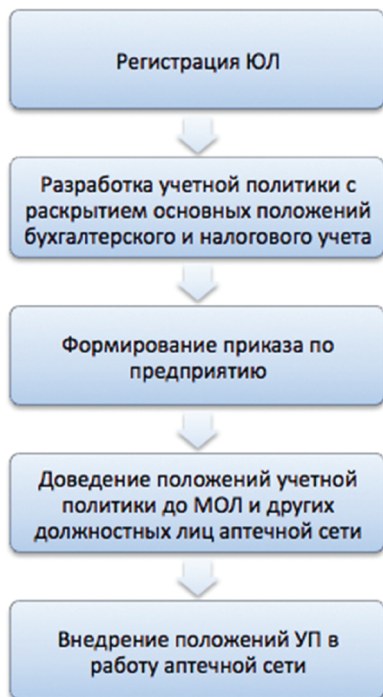 Регистрация ЮЛ
Разработка учетной политики с
раскрытием основных положений
бухгалтерского и налогового учета
Формирование приказа по
предприятию
Доведение положений учетной
политики до МОЛ и других
должностных лиц аптечной сети
Внедрение положений УП в
работу аптечной сети